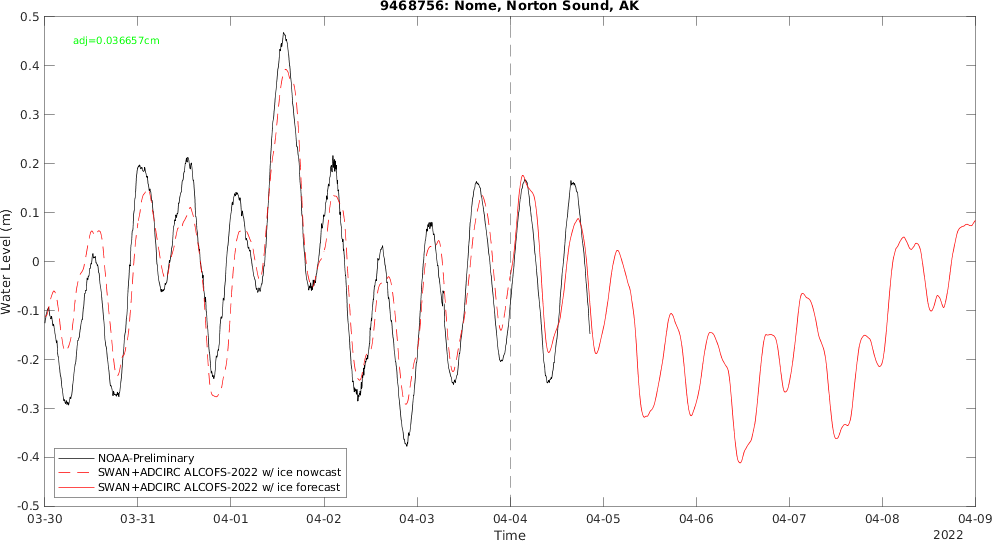 9468756: Nome, Norton Sound, AK
adj=0.036657cm
Water Level (m)
0.5
0.4
0.3
0.2
0.1
0
-0.1
-0.2
-0.3
-0.4
-0.5
NOAA-Preliminary
SWAN+ADCIRC ALCOFS-2022 w/ ice nowcast
SWAN+ADCIRC ALCOFS-2022 w/ ice forecast
03-30 03-31 04-01 04-02 04-03 04-04 04-05 04-06 04-07 04-08 04-09
Time
2022